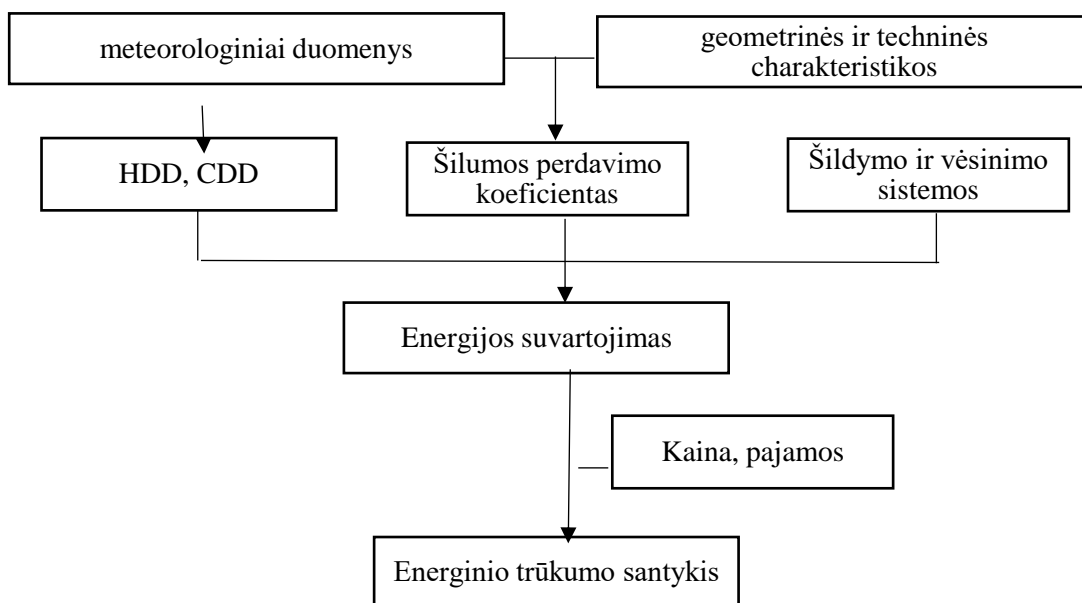 meteorologiniai duomenys
geometrinės ir techninės
charakteristikos
HDD, CDD
Šilumos perdavimo
koeficientas
Šildymo ir vėsinimo
sistemos
Energijos suvartojimas
Kaina, pajamos
Energinio trūkumo santykis